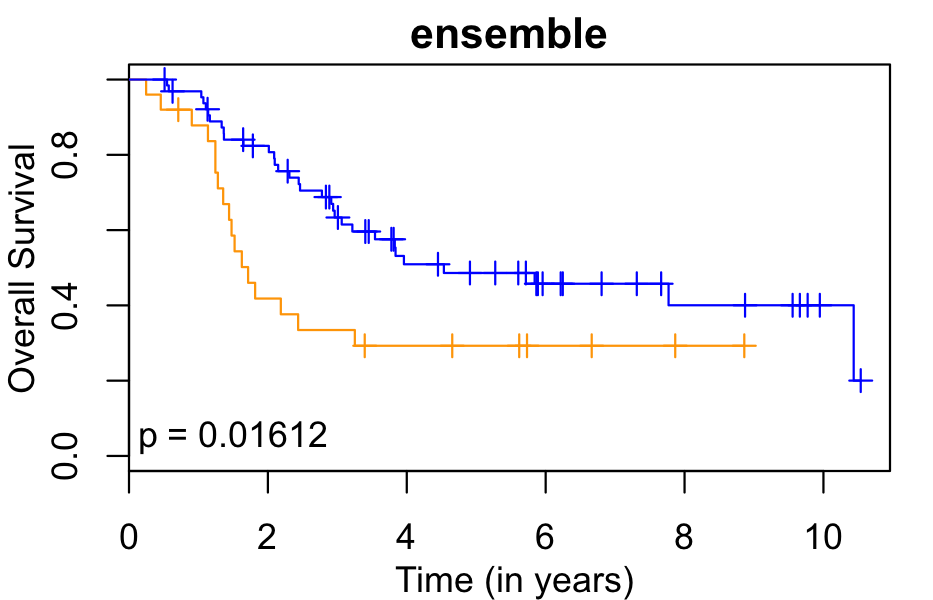 ensemble
Overall Survival
0.8
0.4
0.0
p = 0.01612
0 2 4 6 8 10
Time (in years)